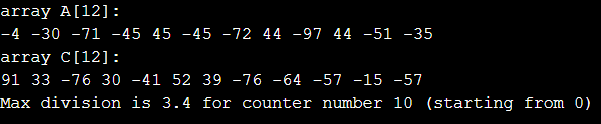 array A[12]:
-4 -30 -71 -45 45 -45 -72 44 -97 44 -51 -35
array C[12]:
91 33 -76 30 -41 52 39 -76 -64 -57 -15 -57
Max division is 3.4 for counter number 10 (starting from 0)